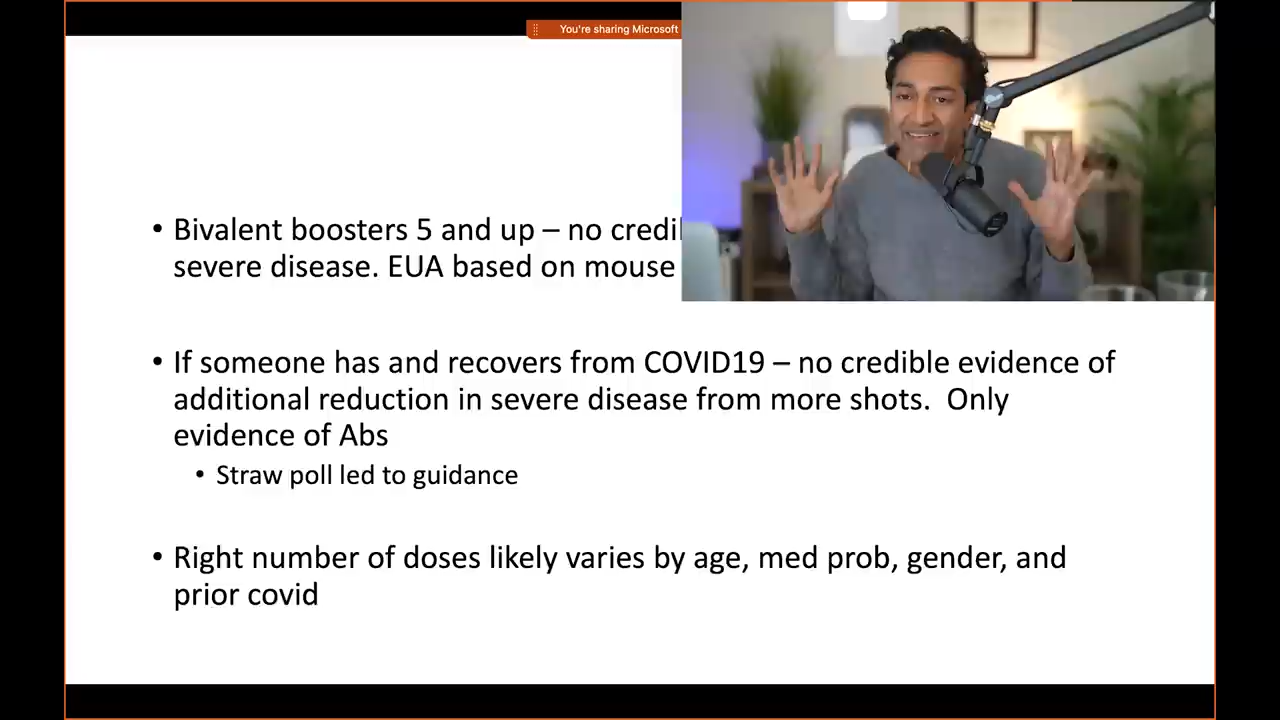 You're sharing Microsoft
• Bivalent boosters 5 and up – no
severe disease. EUA based on mouse
• If someone has and recovers from COVID19 – no credible evidence of
additional reduction in severe disease from more shots. Only
evidence of Abs
• Straw poll led to guidance
• Right number of doses likely varies by age, med prob, gender, and
prior covid